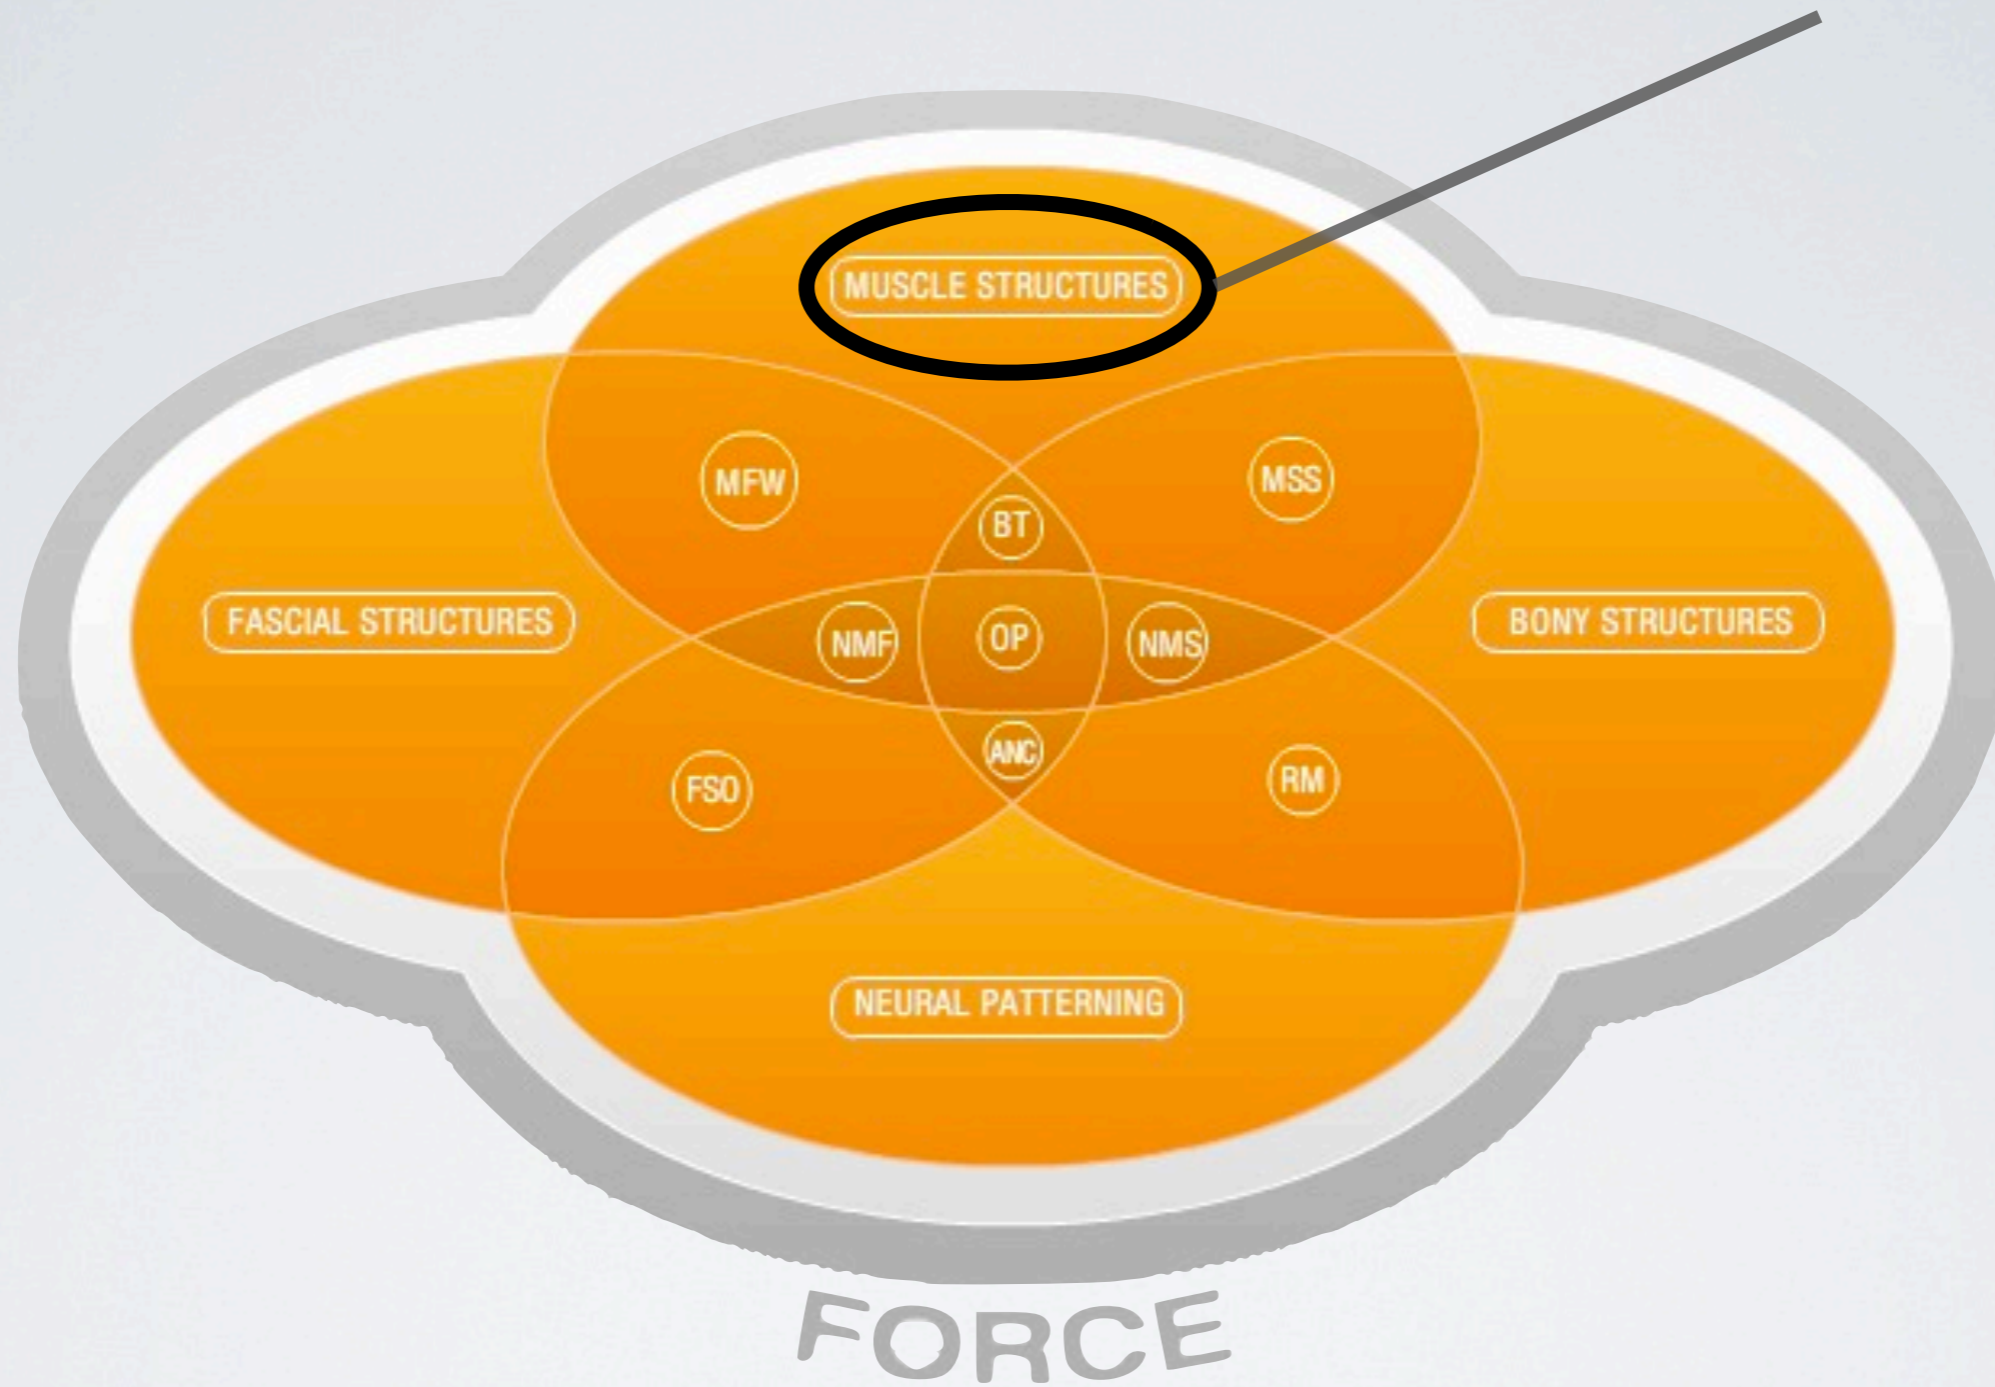 MUSCLE STRUCTURES
MFW
MSS
BT
FASCIAL STRUCTURES
NMF
OP
NMS
BONY STRUCTURES
ANC
FSO
RM
NEURAL PATTERNING
FORCE